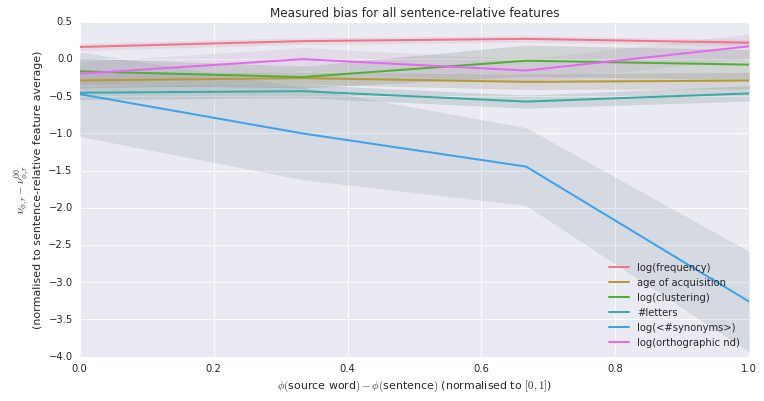 Measured bias for all sentence-relative features
0.5
0.0
−0.5
−1.0
−1.5
−2.0
−2.5
−3.0
−3.5
−4.0
ν_{ϕ,r} − ν_{ϕ,r}^{00}
(normalised to sentence-relative feature average)
log(frequency)
age of acquisition
log(clustering)
#letters
log(<#synonyms>)
log(orthographic nd)
0.0 0.2 0.4 0.6 0.8 1.0
ϕ(source word) − ϕ(sentence) (normalised to [0, 1])